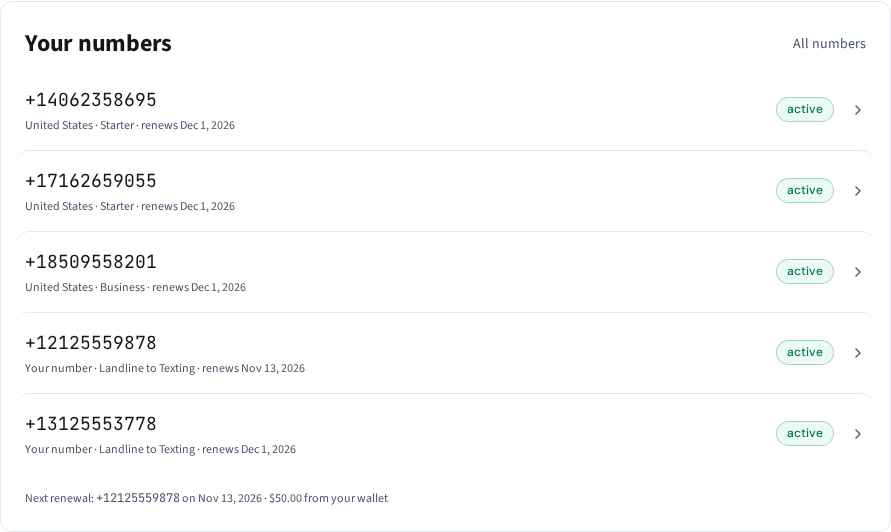 Your numbers
All numbers
+14062358695
active
United States · Starter · renews Dec 1, 2026
+17162659055
active
United States · Starter · renews Dec 1, 2026
+18509558201
active
United States · Business · renews Dec 1, 2026
+12125559878
active
Your number · Landline to Texting · renews Nov 13, 2026
+13125553778
active
Your number · Landline to Texting · renews Dec 1, 2026
Next renewal: +12125559878 on Nov 13, 2026 · $50.00 from your wallet